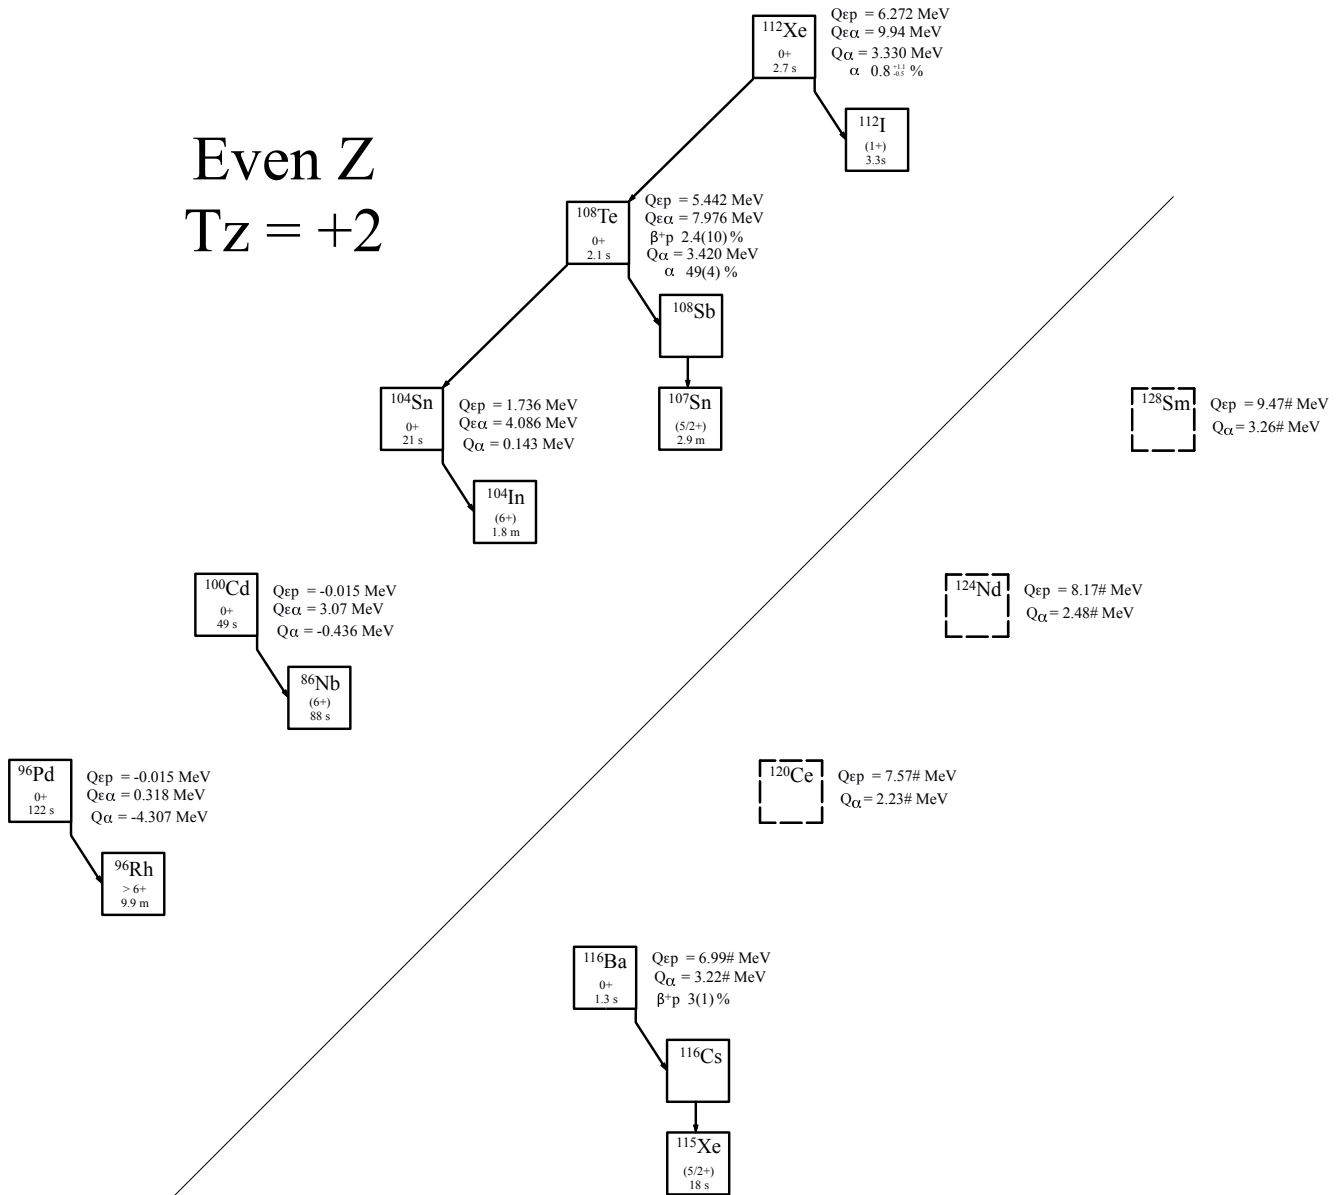 Even Z
Tz = +2
¹¹²Xe
0+
2.7 s
Qεp = 6.272 MeV
Qεα = 9.94 MeV
Qα = 3.330 MeV
α 0.8 +1.1 -0.5 %
¹¹²I
(1+)
3.3s
¹⁰⁸Te
0+
2.1 s
Qεp = 5.442 MeV
Qεα = 7.976 MeV
β⁺p 2.4(10) %
Qα = 3.420 MeV
α 49(4) %
¹⁰⁸Sb
¹⁰⁷Sn
(5/2+)
2.9 m
¹⁰⁴Sn
0+
21 s
Qεp = 1.736 MeV
Qεα = 4.086 MeV
Qα = 0.143 MeV
¹⁰⁴In
(6+)
1.8 m
¹²⁸Sm
Qεp = 9.47# MeV
Qα = 3.26# MeV
¹⁰⁰Cd
0+
49 s
Qεp = -0.015 MeV
Qεα = 3.07 MeV
Qα = -0.436 MeV
⁸⁶Nb
(6+)
88 s
¹²⁴Nd
Qεp = 8.17# MeV
Qα = 2.48# MeV
⁹⁶Pd
0+
122 s
Qεp = -0.015 MeV
Qεα = 0.318 MeV
Qα = -4.307 MeV
⁹⁶Rh
> 6+
9.9 m
¹²⁰Ce
Qεp = 7.57# MeV
Qα = 2.23# MeV
¹¹⁶Ba
0+
1.3 s
Qεp = 6.99# MeV
Qα = 3.22# MeV
β⁺p 3(1) %
¹¹⁶Cs
¹¹⁵Xe
(5/2+)
18 s